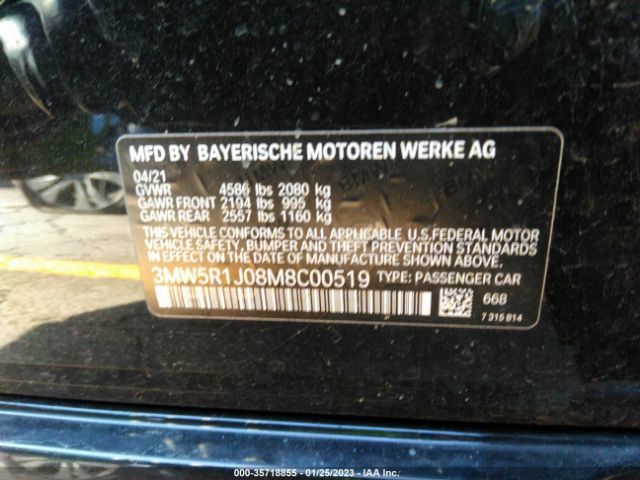 MFD BY BAYERISCHE MOTOREN WERKE AG
04/21
GVWR 4586 lbs 2080 kg
GAWR FRONT 2194 lbs 995 kg
GAWR REAR 2557 lbs 1160 kg
THIS VEHICLE CONFORMS TO ALL APPLICABLE U.S.FEDERAL MOTOR
VEHICLE SAFETY, BUMPER AND THEFT PREVENTION STANDARDS
IN EFFECT ON THE DATE OF MANUFACTURE SHOWN ABOVE.
3MW5R1J08M8C00519 TYPE: PASSENGER CAR
668
7315814
000-35718855 - 01/25/2023 - IAA Inc.